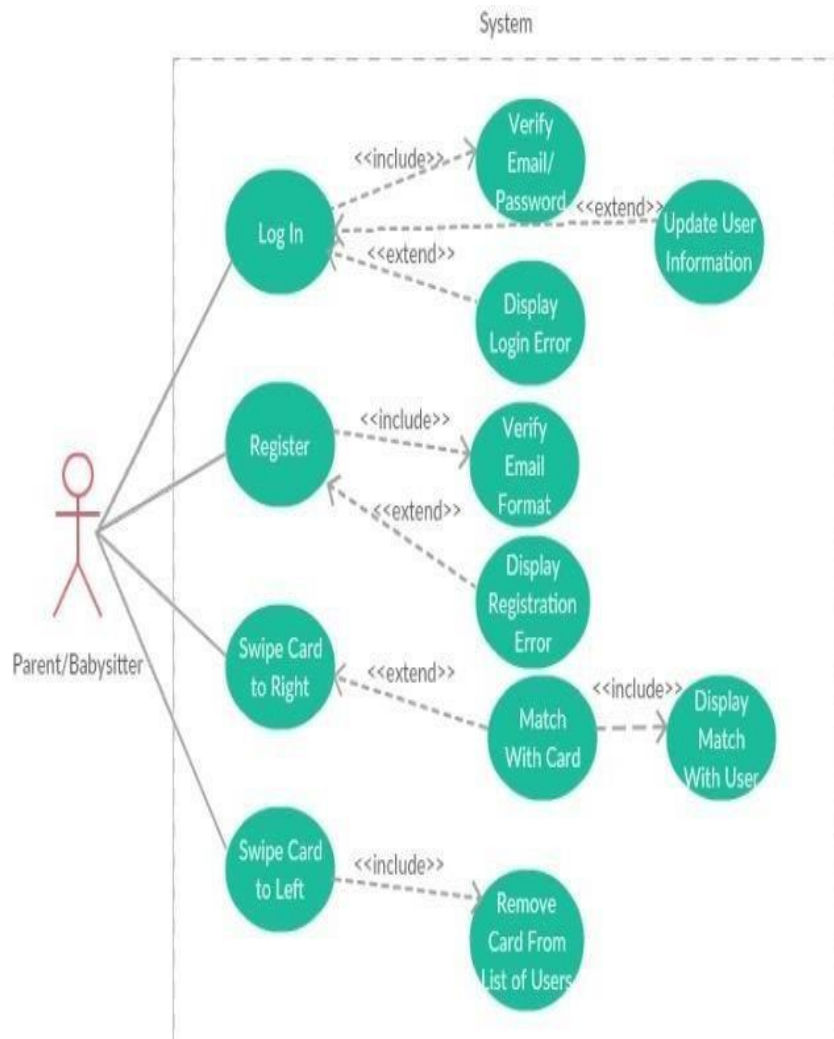 System
<<include>>
Verify
Email/
Password
Log In
<<extend>>
Update User
Information
<<extend>>
Display
Login Error
Register
<<include>>
Verify
Email
Format
<<extend>>
Display
Registration
Error
Parent/Babysitter
Swipe Card
to Right
<<extend>>
Match
With Card
<<include>>
Display
Match
With User
Swipe Card
to Left
<<include>>
Remove
Card From
List of Users